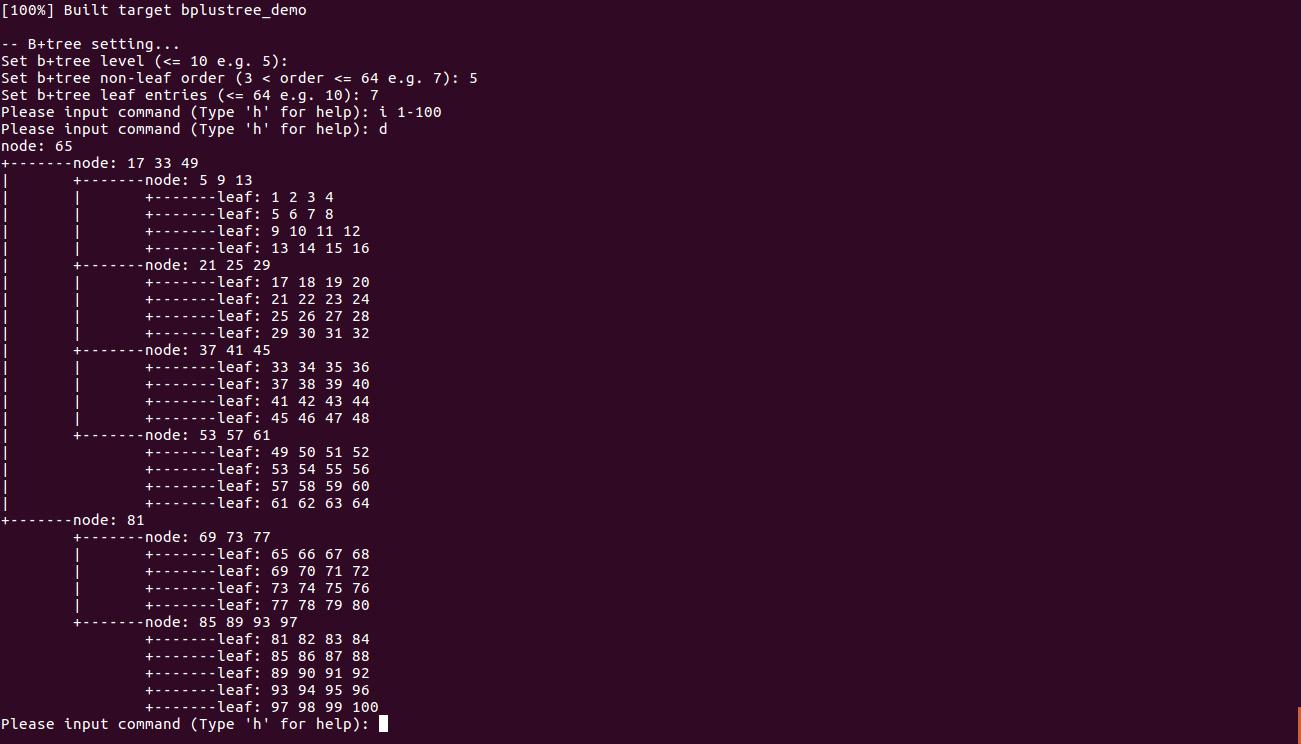 [100%] Built target bplustree_demo

-- B+tree setting...
Set b+tree level (<= 10 e.g. 5):
Set b+tree non-leaf order (3 < order <= 64 e.g. 7): 5
Set b+tree leaf entries (<= 64 e.g. 10): 7
Please input command (Type 'h' for help): i 1-100
Please input command (Type 'h' for help): d
node: 65
+-------node: 17 33 49
|       +-------node: 5 9 13
|       |       +-------leaf: 1 2 3 4
|       |       +-------leaf: 5 6 7 8
|       |       +-------leaf: 9 10 11 12
|       |       +-------leaf: 13 14 15 16
|       +-------node: 21 25 29
|       |       +-------leaf: 17 18 19 20
|       |       +-------leaf: 21 22 23 24
|       |       +-------leaf: 25 26 27 28
|       |       +-------leaf: 29 30 31 32
|       +-------node: 37 41 45
|       |       +-------leaf: 33 34 35 36
|       |       +-------leaf: 37 38 39 40
|       |       +-------leaf: 41 42 43 44
|       |       +-------leaf: 45 46 47 48
|       +-------node: 53 57 61
|               +-------leaf: 49 50 51 52
|               +-------leaf: 53 54 55 56
|               +-------leaf: 57 58 59 60
|               +-------leaf: 61 62 63 64
+-------node: 81
        +-------node: 69 73 77
        |       +-------leaf: 65 66 67 68
        |       +-------leaf: 69 70 71 72
        |       +-------leaf: 73 74 75 76
        |       +-------leaf: 77 78 79 80
        +-------node: 85 89 93 97
                +-------leaf: 81 82 83 84
                +-------leaf: 85 86 87 88
                +-------leaf: 89 90 91 92
                +-------leaf: 93 94 95 96
                +-------leaf: 97 98 99 100
Please input command (Type 'h' for help):